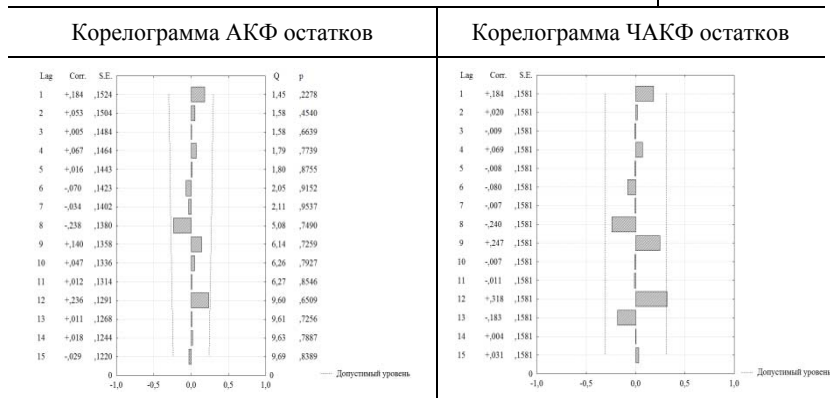 Корелограмма АКФ остатков
Lag Corr. S.E. Q p
1 +,184 ,1524 1,45 ,2278
2 +,053 ,1504 1,58 ,4540
3 +,005 ,1484 1,58 ,6639
4 +,067 ,1464 1,79 ,7739
5 +,016 ,1443 1,80 ,8755
6 -,070 ,1423 2,05 ,9152
7 -,034 ,1402 2,11 ,9537
8 -,238 ,1380 5,08 ,7490
9 +,140 ,1358 6,14 ,7259
10 +,047 ,1336 6,26 ,7927
11 +,012 ,1314 6,27 ,8546
12 +,236 ,1291 9,60 ,6509
13 +,011 ,1268 9,61 ,7256
14 +,018 ,1244 9,63 ,7887
15 -,029 ,1220 9,69 ,8389
0 0
-1,0 -0,5 0,0 0,5 1,0
Допустимый уровень
Корелограмма ЧАКФ остатков
Lag Corr. S.E.
1 +,184 ,1581
2 +,020 ,1581
3 -,009 ,1581
4 +,069 ,1581
5 -,008 ,1581
6 -,080 ,1581
7 -,007 ,1581
8 -,240 ,1581
9 +,247 ,1581
10 -,007 ,1581
11 -,011 ,1581
12 +,318 ,1581
13 -,183 ,1581
14 +,004 ,1581
15 +,031 ,1581
0
-1,0 -0,5 0,0 0,5 1,0
Допустимый уровень